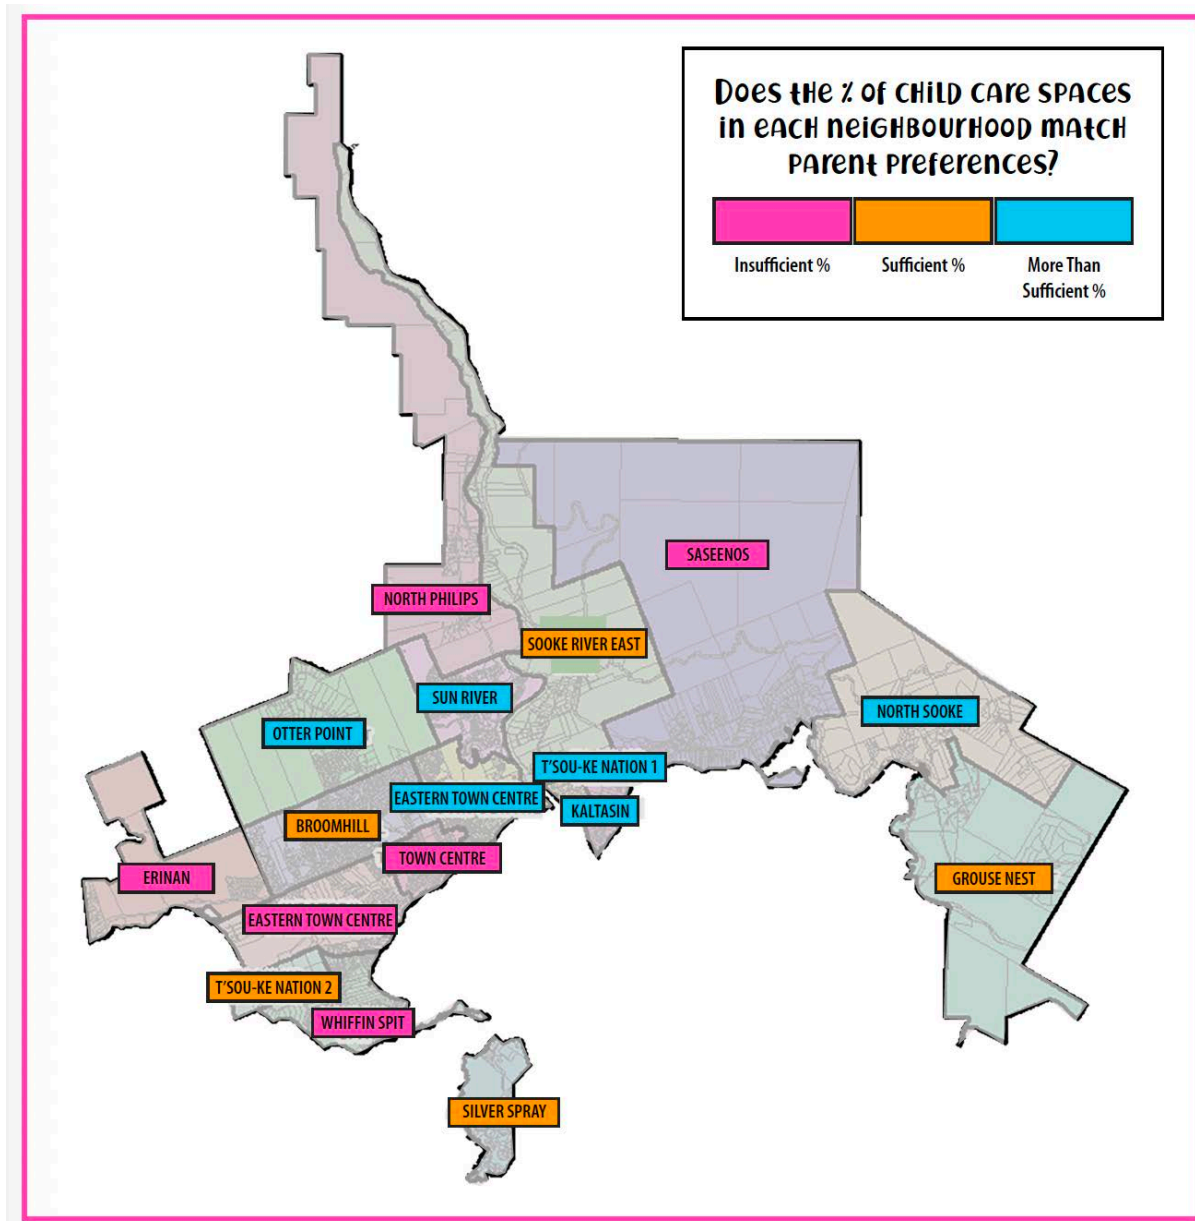 Does the % of child care spaces
in each neighbourhood match
parent preferences?
Insufficient %
Sufficient %
More Than
Sufficient %
SASEENOS
NORTH PHILIPS
SOOKE RIVER EAST
SUN RIVER
NORTH SOOKE
OTTER POINT
T'SOU-KE NATION 1
EASTERN TOWN CENTRE
KALTASIN
BROOMHILL
TOWN CENTRE
ERINAN
GROUSE NEST
EASTERN TOWN CENTRE
T'SOU-KE NATION 2
WHIFFIN SPIT
SILVER SPRAY